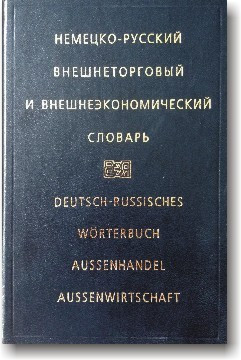 НЕМЕЦКО-РУССКИЙ
ВНЕШНЕТОРГОВЫЙ
И ВНЕШНЕЭКОНОМИЧЕСКИЙ
СЛОВАРЬ
DEUTSCH-RUSSISCHES
WÖRTERBUCH
AUSSENHANDEL
AUSSENWIRTSCHAFT